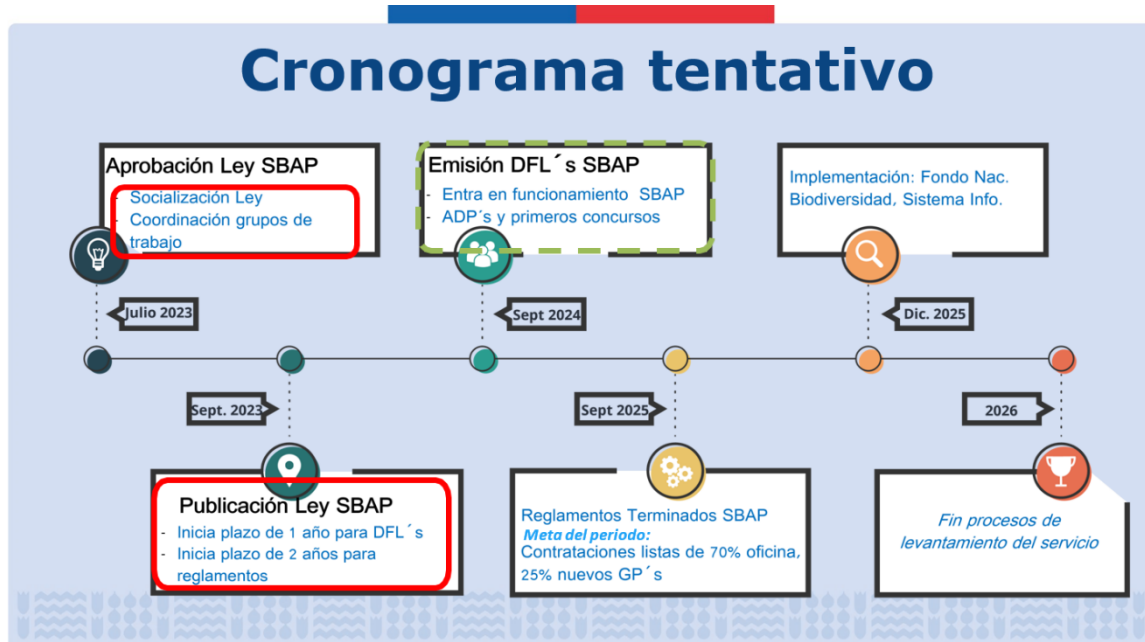 Cronograma tentativo
Aprobación Ley SBAP
- Socialización Ley
- Coordinación grupos de
trabajo
Emisión DFL´s SBAP
- Entra en funcionamiento SBAP
- ADP´s y primeros concursos
Implementación: Fondo Nac.
Biodiversidad, Sistema Info.
Julio 2023
Sept 2024
Dic. 2025
Sept. 2023
Sept 2025
2026
Publicación Ley SBAP
- Inicia plazo de 1 año para DFL´s
- Inicia plazo de 2 años para
reglamentos
Reglamentos Terminados SBAP
Meta del periodo:
Contrataciones listas de 70% oficina,
25% nuevos GP´s
Fin procesos de
levantamiento del servicio